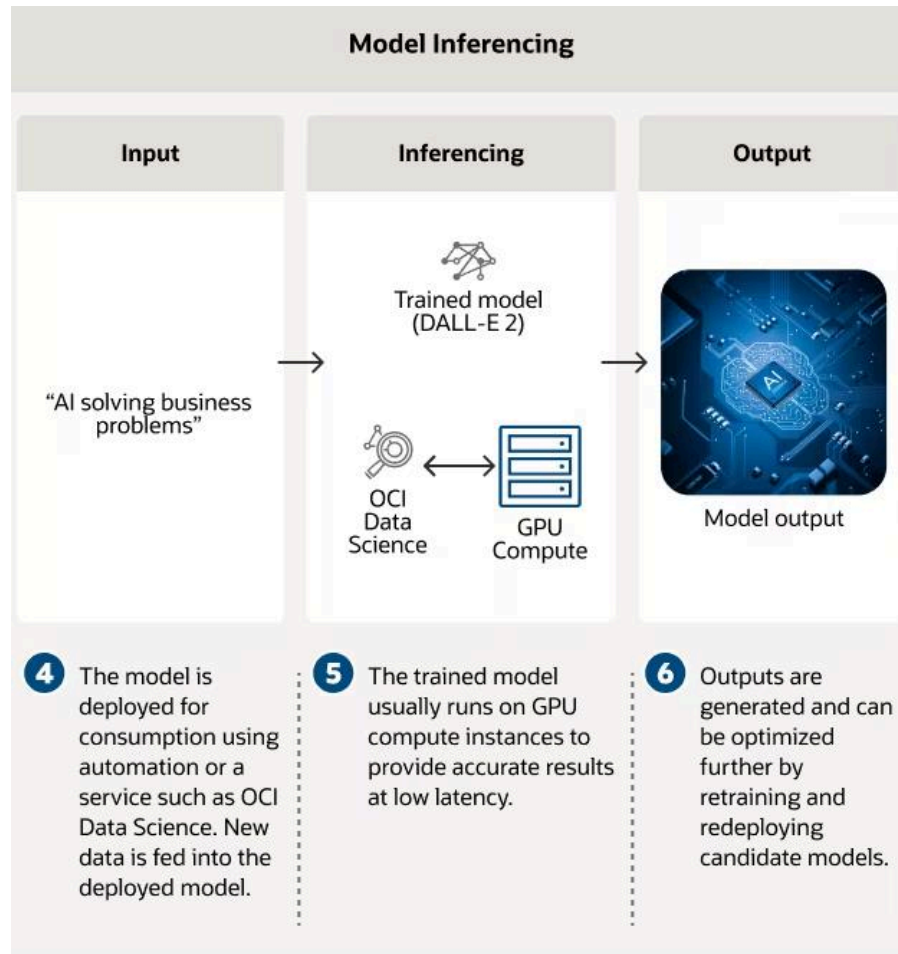 Model Inferencing
Input
Inferencing
Output
“AI solving business
problems”
Trained model
(DALL-E 2)
OCI
Data
Science
GPU
Compute
AI
Model output
4
The model is
deployed for
consumption using
automation or a
service such as OCI
Data Science. New
data is fed into the
deployed model.
5
The trained model
usually runs on GPU
compute instances to
provide accurate results
at low latency.
6
Outputs are
generated and can
be optimized
further by
retraining and
redeploying
candidate models.